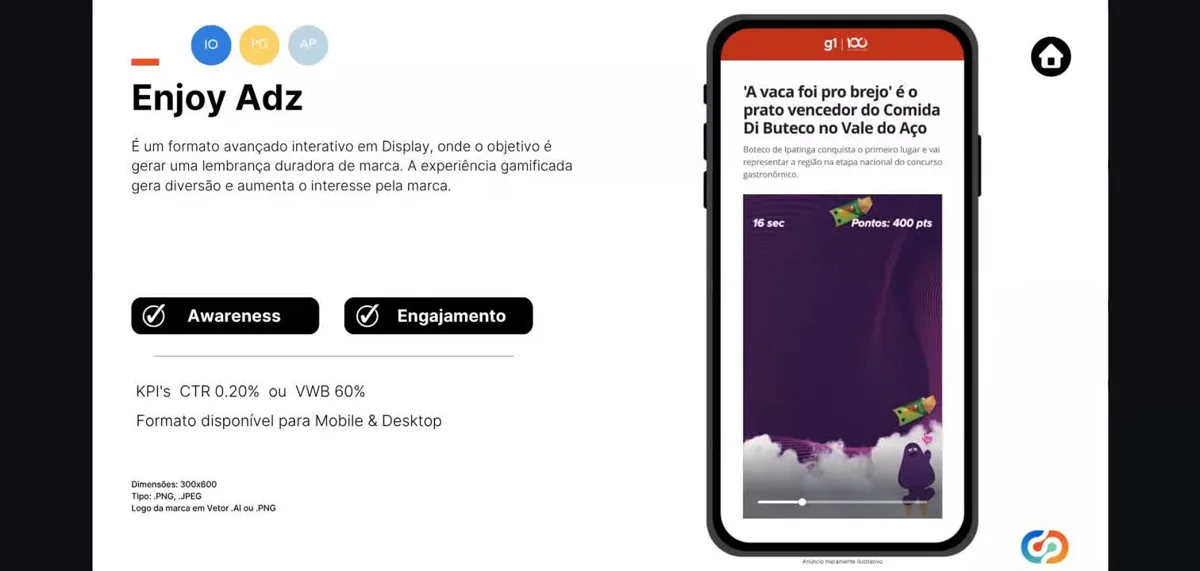 IO PG AP
Enjoy Adz
É um formato avançado interativo em Display, onde o objetivo é
gerar uma lembrança duradora de marca. A experiência gamificada
gera diversão e aumenta o interesse pela marca.
Awareness
Engajamento
KPI's CTR 0.20% ou VWB 60%
Formato disponível para Mobile & Desktop
Dimensões: 300x600
Tipo: .PNG, .JPEG
Logo da marca em Vetor .AI ou .PNG
g1 | 100
'A vaca foi pro brejo' é o
prato vencedor do Comida
Di Buteco no Vale do Aço
Boteco de Ipatinga conquista o primeiro lugar e vai
representar a região na etapa nacional do concurso
gastronômico.
16 sec
Pontos: 400 pts
Anúncio meramente ilustrativo